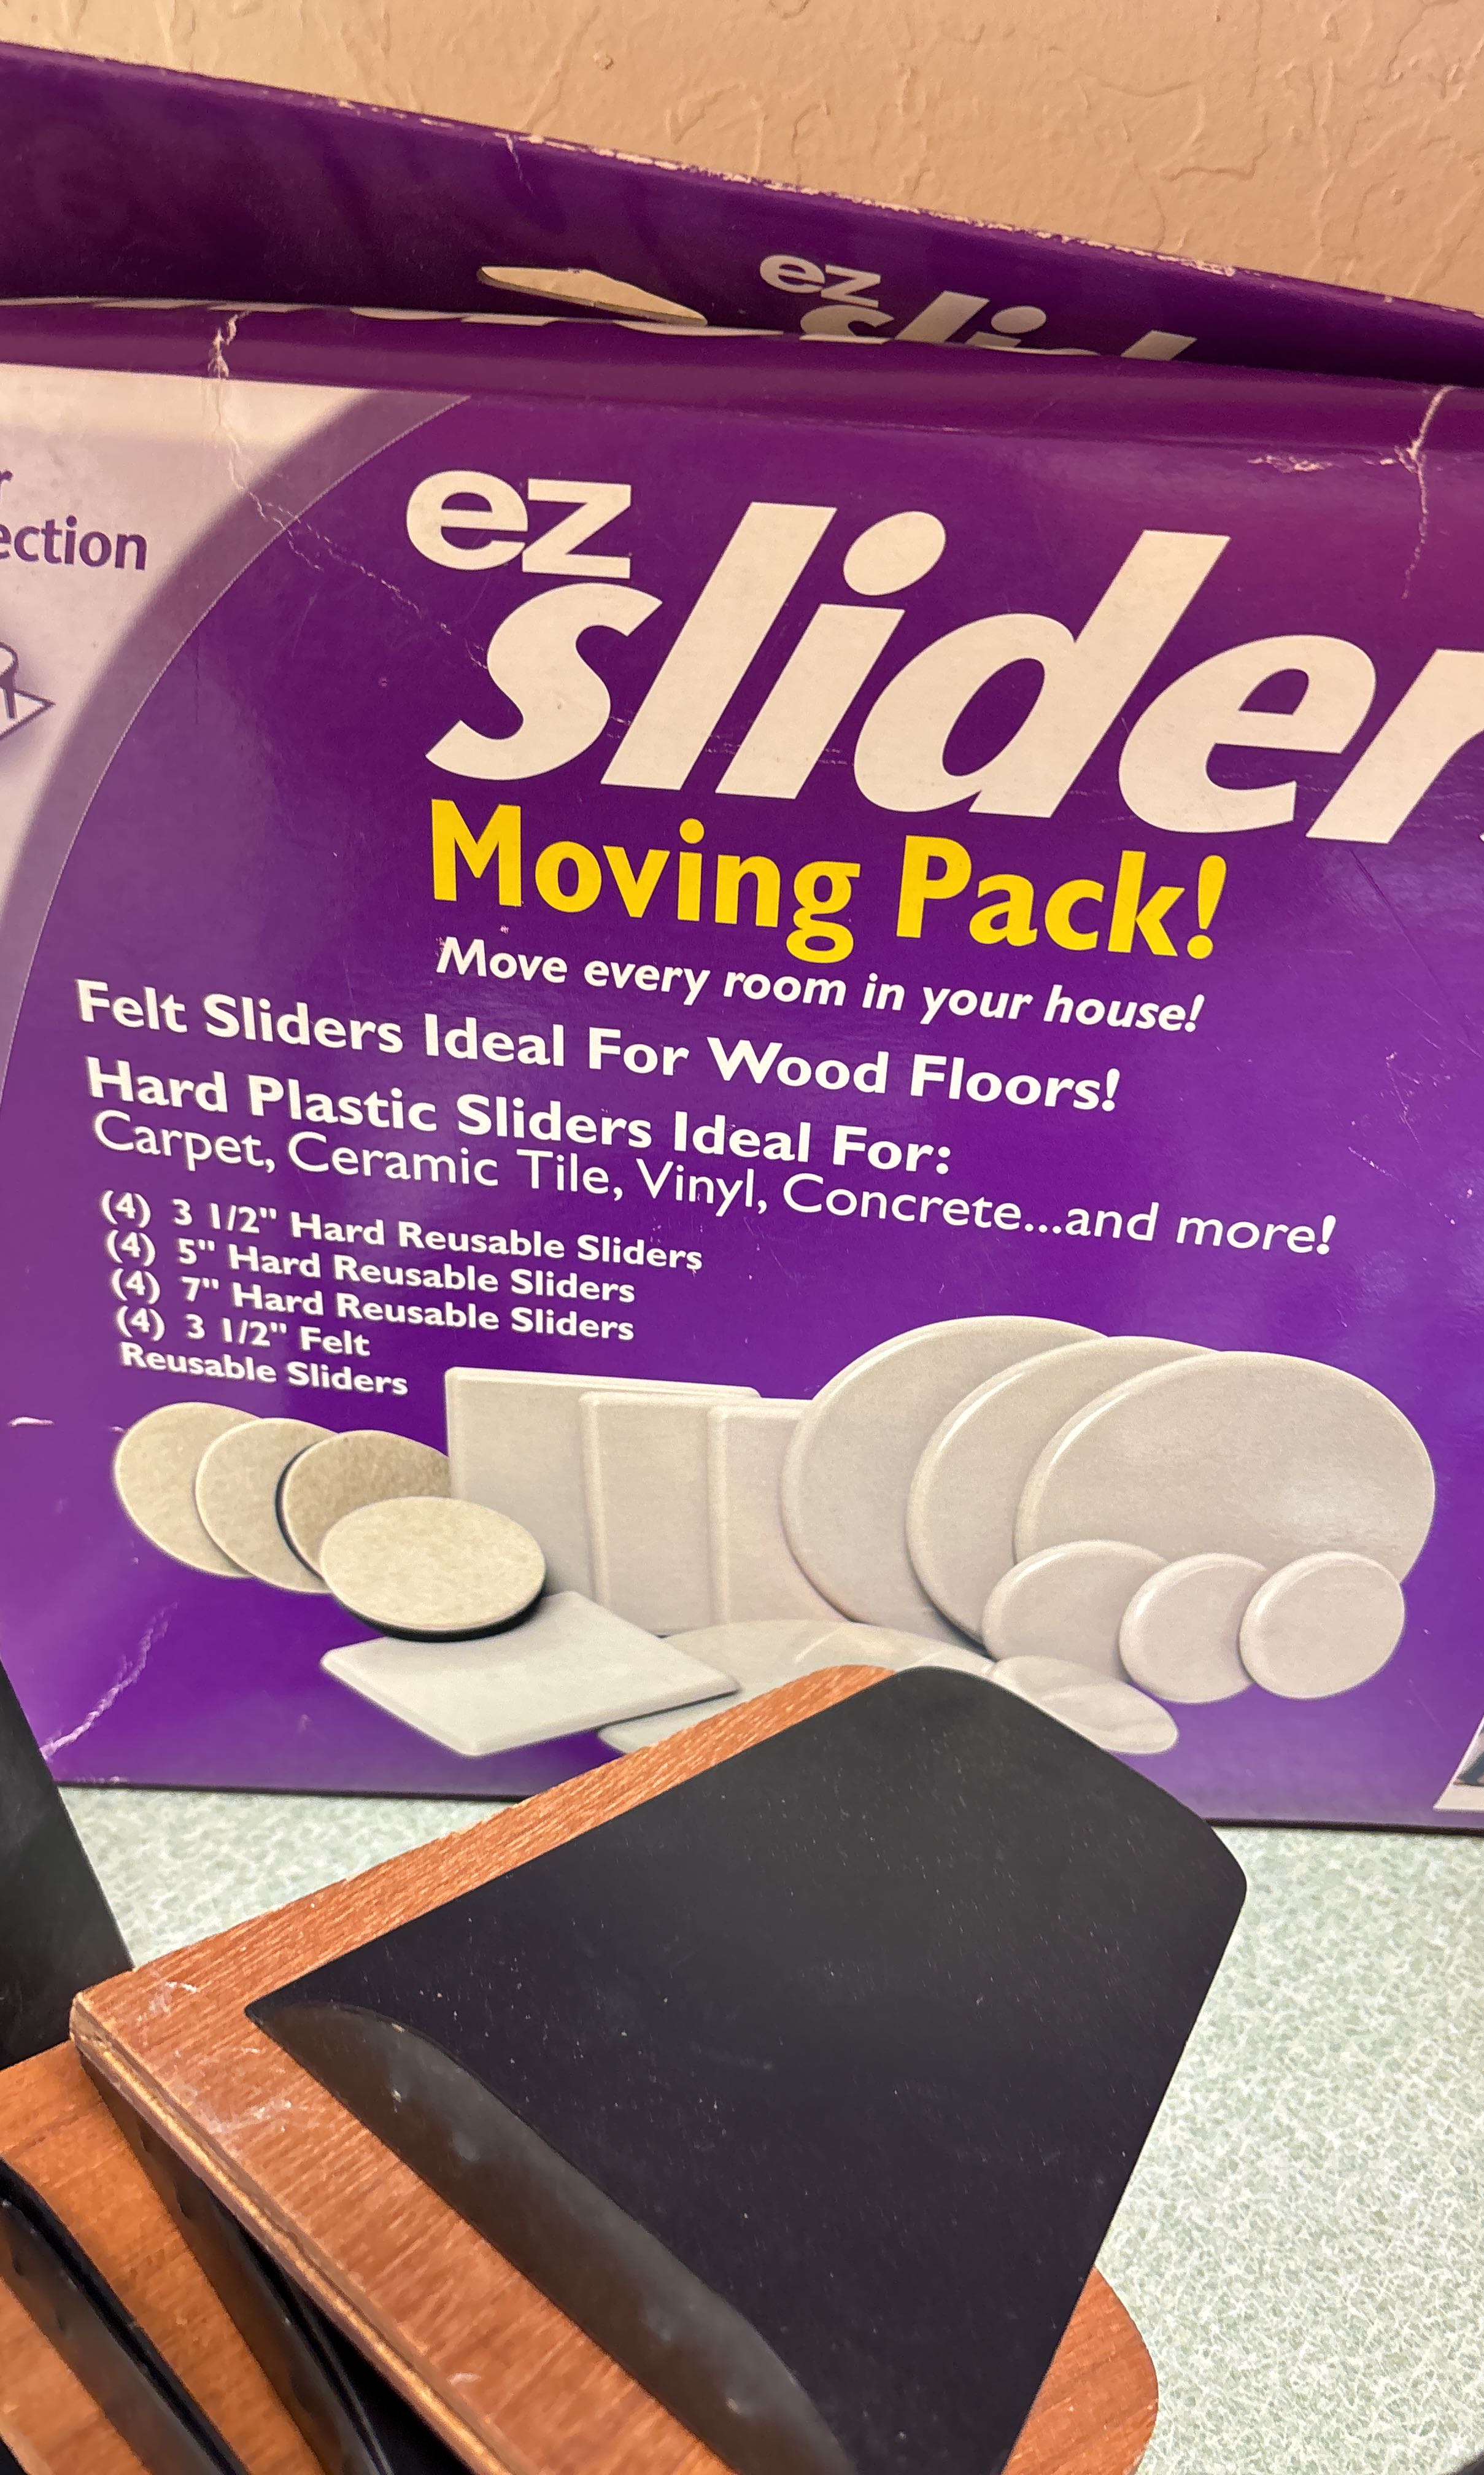 ez
slid
ection
ez
slider
Moving Pack!
Move every room in your house!
Felt Sliders Ideal For Wood Floors!
Hard Plastic Sliders Ideal For:
Carpet, Ceramic Tile, Vinyl, Concrete...and more!
(4) 3 1/2" Hard Reusable Sliders
(4) 5" Hard Reusable Sliders
(4) 7" Hard Reusable Sliders
(4) 3 1/2" Felt
Reusable Sliders